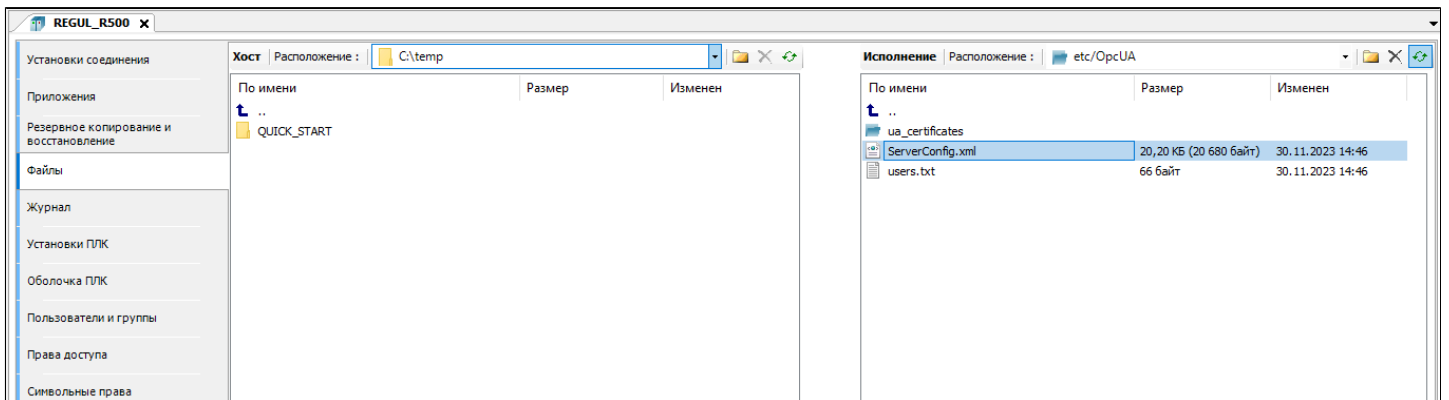 REGUL_R500 X
Установки соединения
Приложения
Резервное копирование и
восстановление
Файлы
Журнал
Установки ПЛК
Оболочка ПЛК
Пользователи и группы
Права доступа
Символьные права
Хост Расположение : C:\temp
По имени Размер Изменен
..
QUICK_START
Исполнение Расположение : etc/OpcUA
По имени Размер Изменен
..
ua_certificates
ServerConfig.xml 20,20 КБ (20 680 байт) 30.11.2023 14:46
users.txt 66 байт 30.11.2023 14:46